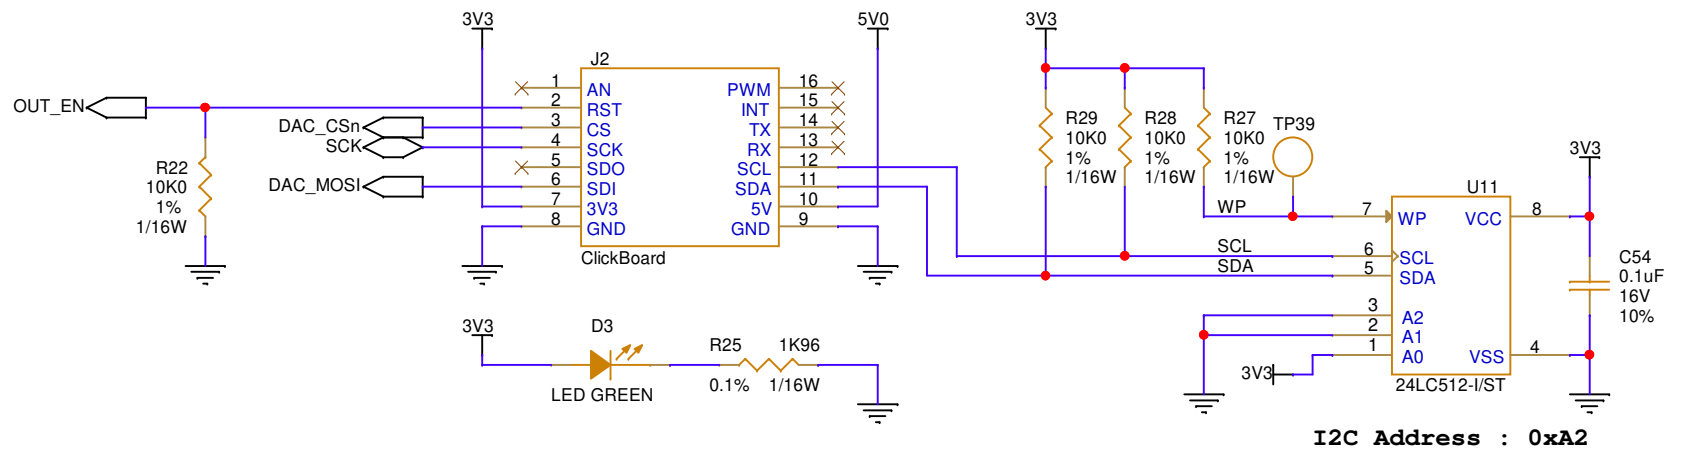 3V3
5V0
3V3
J2
1 AN PWM 16
OUT_EN
2 RST INT 15
DAC_CSn
3 CS TX 14
SCK
4 SCK RX 13
5 SDO SCL 12
DAC_MOSI
6 SDI SDA 11
7 3V3 5V 10
8 GND GND 9
ClickBoard
R22
10K0
1%
1/16W
R29
10K0
1%
1/16W
R28
10K0
1%
1/16W
R27
10K0
1%
1/16W
TP39
3V3
U11
WP
7 WP VCC 8
SCL
6 SCL
SDA
5 SDA
3 A2
2 A1
1 A0 VSS 4
3V3
24LC512-I/ST
C54
0.1uF
16V
10%
3V3
D3
LED GREEN
R25 1K96
0.1% 1/16W
I2C Address : 0xA2